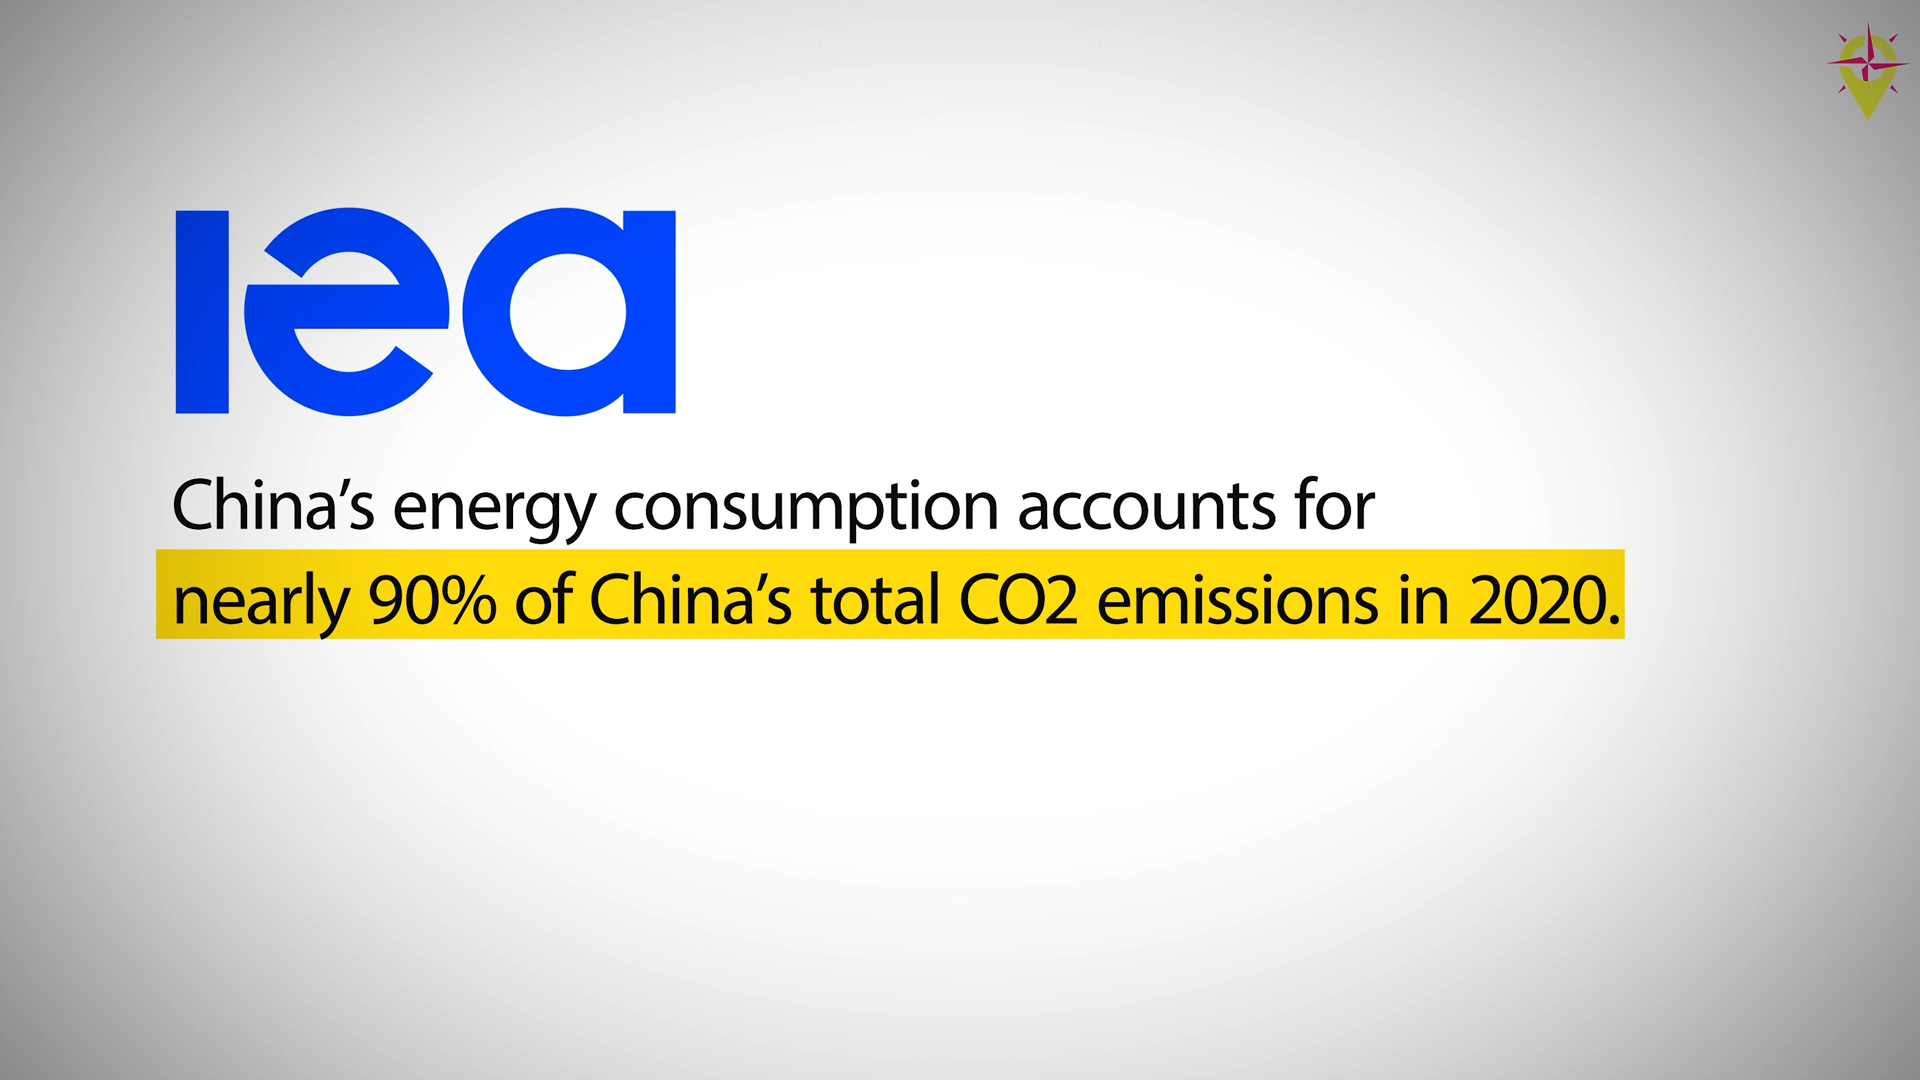 iea
China’s energy consumption accounts for
nearly 90% of China’s total CO2 emissions in 2020.